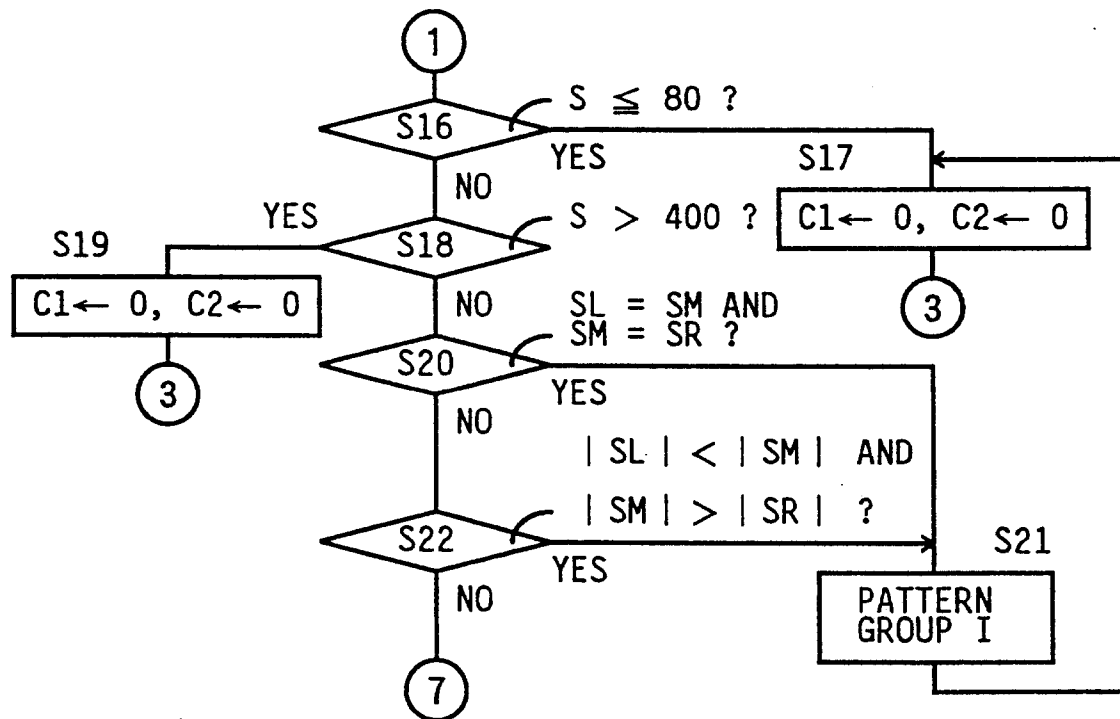 1
S ≦ 80 ?
S16
YES
S17
NO
C1← 0, C2← 0
YES
S > 400 ?
S19
S18
C1← 0, C2← 0
NO
3
SL = SM AND
SM = SR ?
S20
YES
3
NO
| SL | < | SM | AND
| SM | > | SR | ?
S22
YES
S21
NO
PATTERN
GROUP I
7